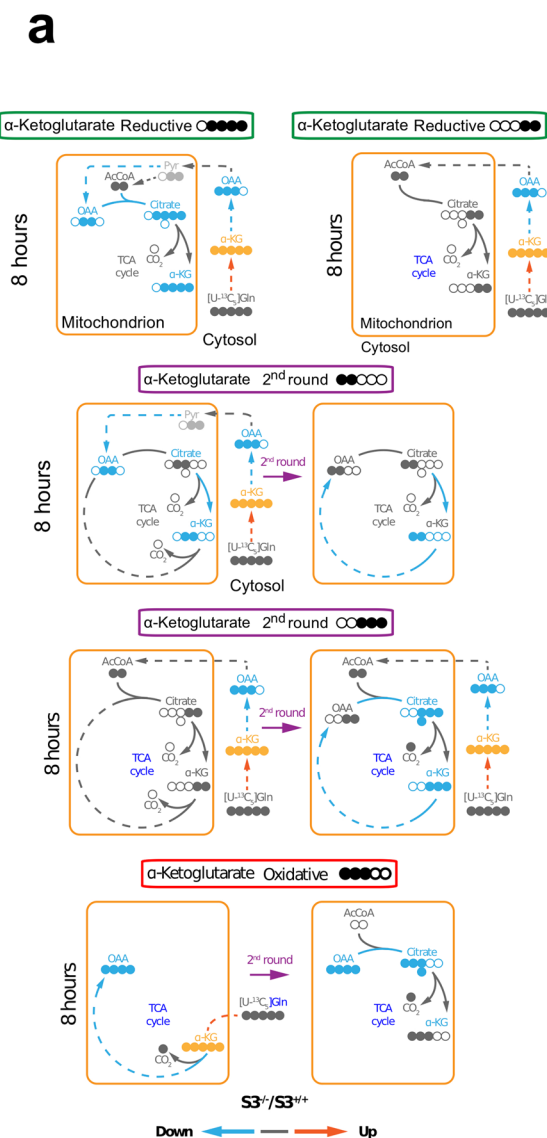 a
α-Ketoglutarate Reductive
α-Ketoglutarate Reductive
8 hours
Pyr
AcCoA
OAA
Citrate
OAA
CO2
TCA
cycle
α-KG
α-KG
[U-13C5]Gln
Mitochondrion
Cytosol
8 hours
AcCoA
OAA
Citrate
CO2
TCA
cycle
α-KG
α-KG
Mitochondrion
Cytosol
α-Ketoglutarate 2nd round
8 hours
Pyr
OAA
OAA
Citrate
CO2
TCA
cycle
α-KG
α-KG
CO2
[U-13C5]Gln
Cytosol
2nd round
OAA
Citrate
CO2
TCA
cycle
α-KG
α-Ketoglutarate 2nd round
8 hours
AcCoA
OAA
Citrate
CO2
TCA
cycle
α-KG
α-KG
CO2
[U-13C5]Gln
2nd round
AcCoA
OAA
OAA
Citrate
CO2
TCA
cycle
α-KG
α-KG
[U-13C5]Gln
α-Ketoglutarate Oxidative
8 hours
OAA
TCA
cycle
α-KG
CO2
2nd round
[U-13C5]Gln
AcCoA
OAA
Citrate
CO2
TCA
cycle
α-KG
S3-/-/S3+/+
Down
Up